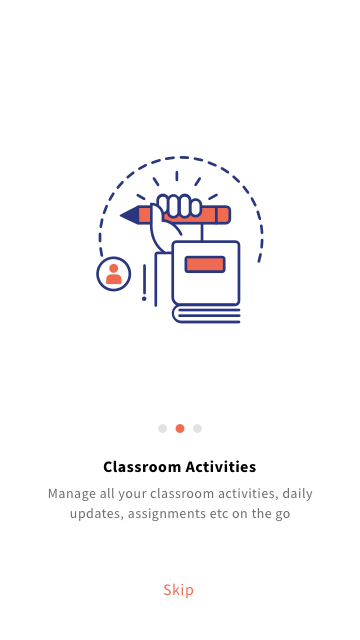 Classroom Activities
Manage all your classroom activities, daily
updates, assignments etc on the go
Skip